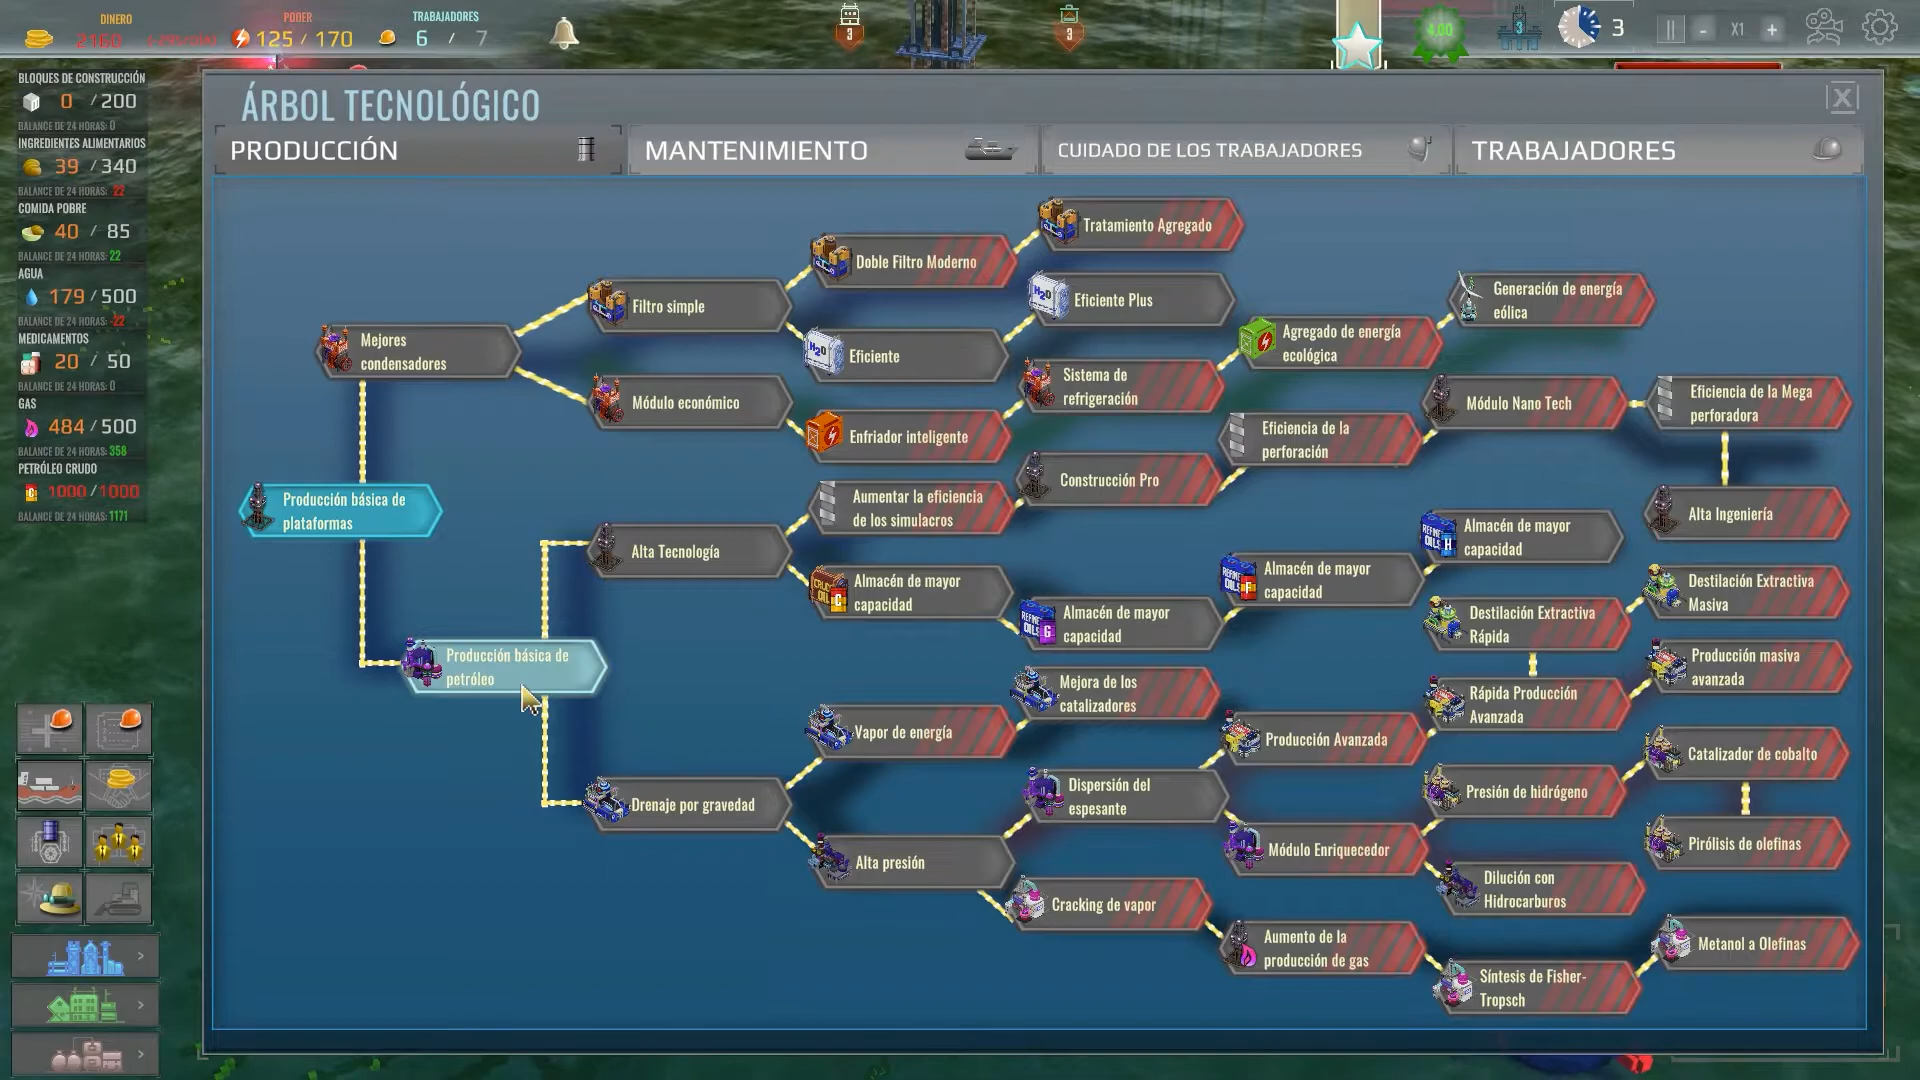 DINERO
2160
PODER
125 / 170
TRABAJADORES
6 / 7
3
3
4,00
3
3
X1
BLOQUES DE CONSTRUCCIÓN
0 / 200
BALANCE DE 24 HORAS: 0
INGREDIENTES ALIMENTARIOS
39 / 340
BALANCE DE 24 HORAS: -22
COMIDA POBRE
40 / 85
BALANCE DE 24 HORAS: 22
AGUA
179 / 500
BALANCE DE 24 HORAS: -22
MEDICAMENTOS
20 / 50
BALANCE DE 24 HORAS: 0
GAS
484 / 500
BALANCE DE 24 HORAS: 358
PETRÓLEO CRUDO
1000 / 1000
BALANCE DE 24 HORAS: 1171
ÁRBOL TECNOLÓGICO
X
PRODUCCIÓN
MANTENIMIENTO
CUIDADO DE LOS TRABAJADORES
TRABAJADORES
Tratamiento Agregado
Doble Filtro Moderno
Filtro simple
Eficiente Plus
Generación de energía
eólica
Mejores
condensadores
Eficiente
Agregado de energía
ecológica
Módulo económico
Sistema de
refrigeración
Módulo Nano Tech
Eficiencia de la Mega
perforadora
Enfriador inteligente
Eficiencia de la
perforación
Construcción Pro
Producción básica de
plataformas
Aumentar la eficiencia
de los simulacros
Alta Ingeniería
Alta Tecnología
Almacén de mayor
capacidad
Almacén de mayor
capacidad
Almacén de mayor
capacidad
Almacén de mayor
capacidad
Destilación Extractiva
Rápida
Destilación Extractiva
Masiva
Producción básica de
petróleo
Mejora de los
catalizadores
Producción masiva
avanzada
Rápida Producción
Avanzada
Vapor de energía
Producción Avanzada
Catalizador de cobalto
Drenaje por gravedad
Dispersión del
espesante
Presión de hidrógeno
Alta presión
Módulo Enriquecedor
Pirólisis de olefinas
Dilución con
Hidrocarburos
Cracking de vapor
Aumento de la
producción de gas
Metanol a Olefinas
Síntesis de Fisher-
Tropsch